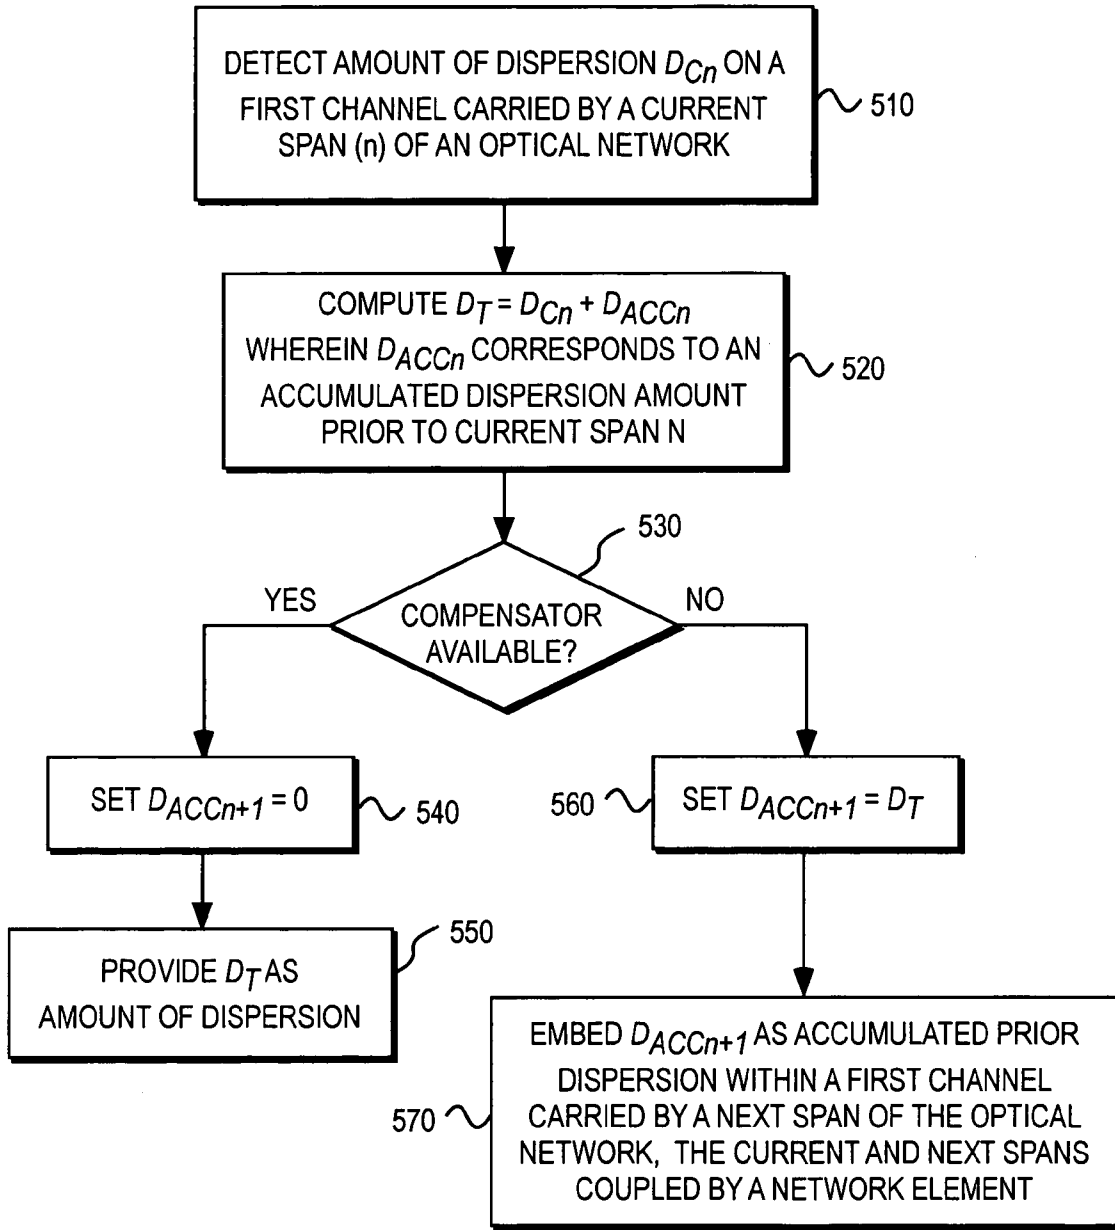 DETECT AMOUNT OF DISPERSION D_Cn ON A
FIRST CHANNEL CARRIED BY A CURRENT
SPAN (n) OF AN OPTICAL NETWORK
510
COMPUTE D_T = D_Cn + D_ACCn
WHEREIN D_ACCn CORRESPONDS TO AN
ACCUMULATED DISPERSION AMOUNT
PRIOR TO CURRENT SPAN N
520
530
YES
COMPENSATOR
AVAILABLE?
NO
SET D_ACCn+1 = 0
540
560
SET D_ACCn+1 = D_T
PROVIDE D_T AS
AMOUNT OF DISPERSION
550
570
EMBED D_ACCn+1 AS ACCUMULATED PRIOR
DISPERSION WITHIN A FIRST CHANNEL
CARRIED BY A NEXT SPAN OF THE OPTICAL
NETWORK, THE CURRENT AND NEXT SPANS
COUPLED BY A NETWORK ELEMENT